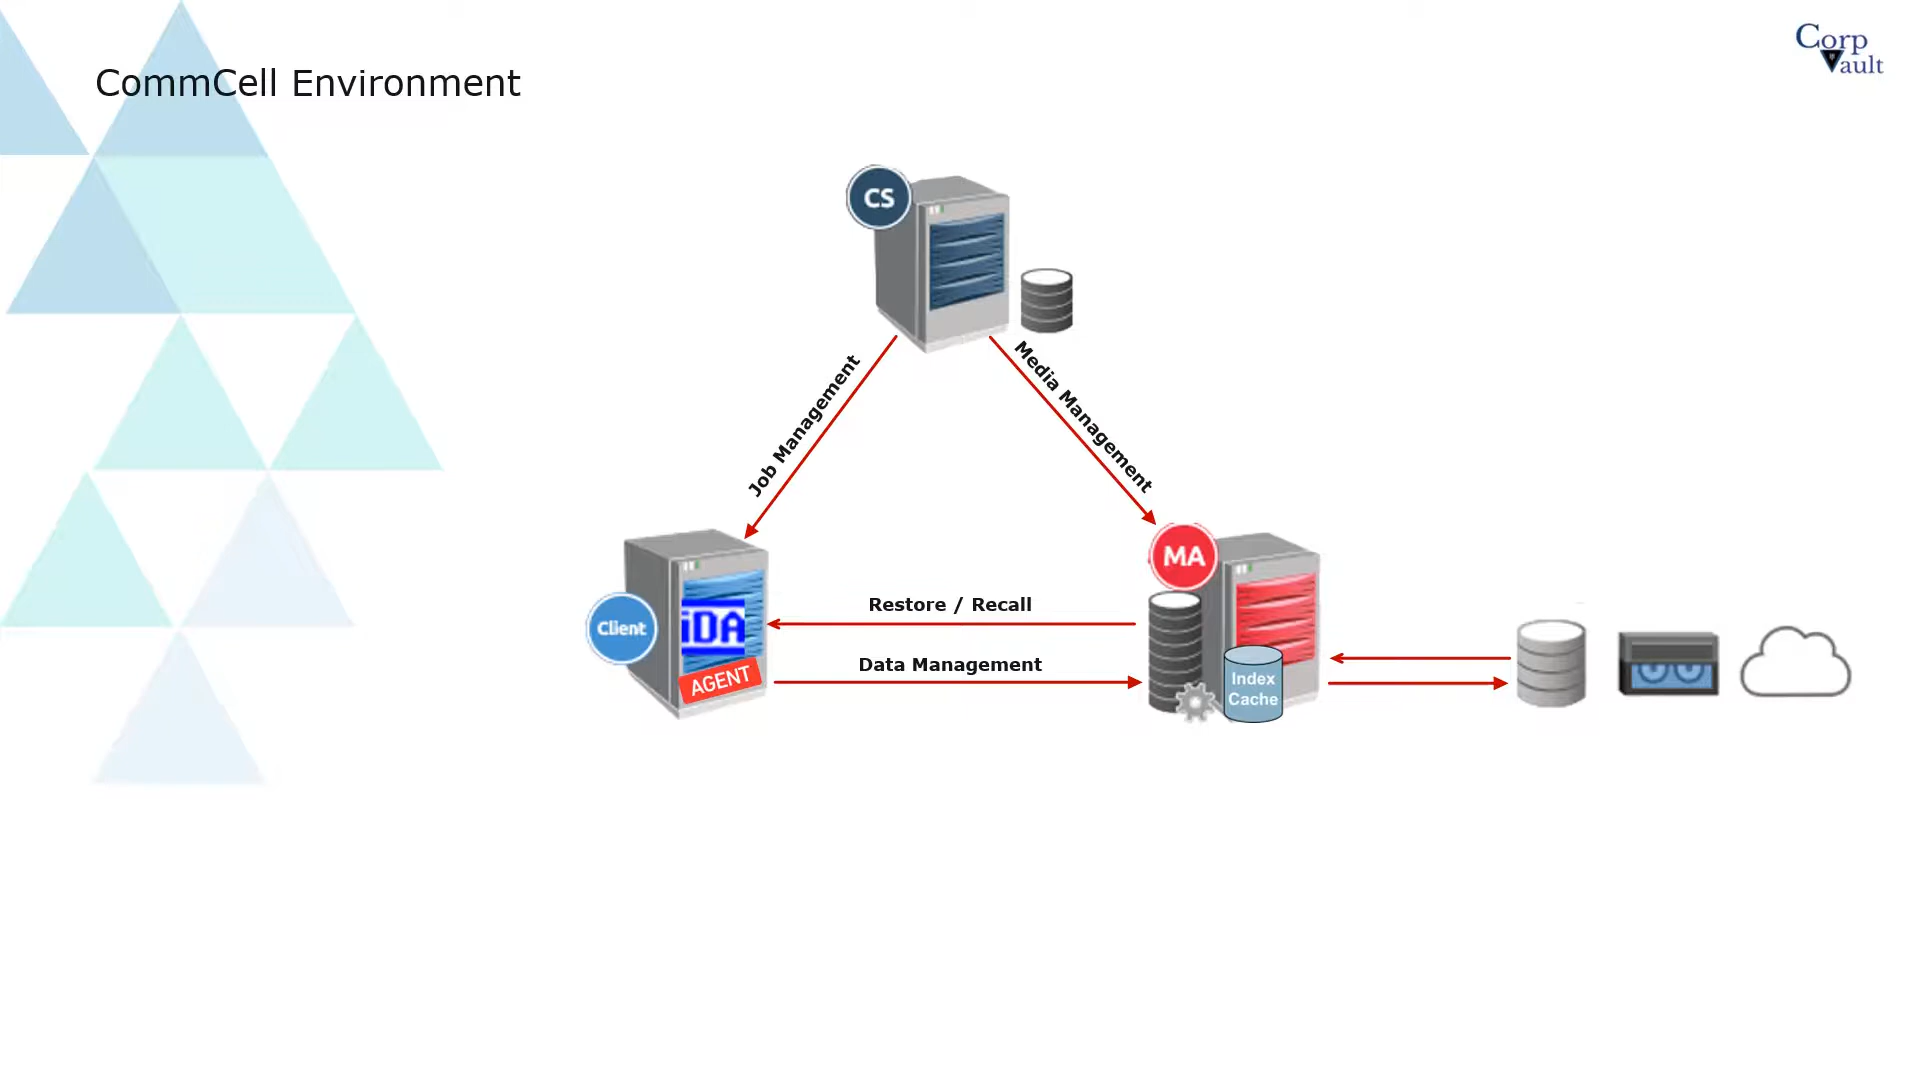 CommCell Environment
Corp
Vault
CS
Job Management
Media Management
MA
Client
iDA
AGENT
Restore / Recall
Data Management
Index
Cache